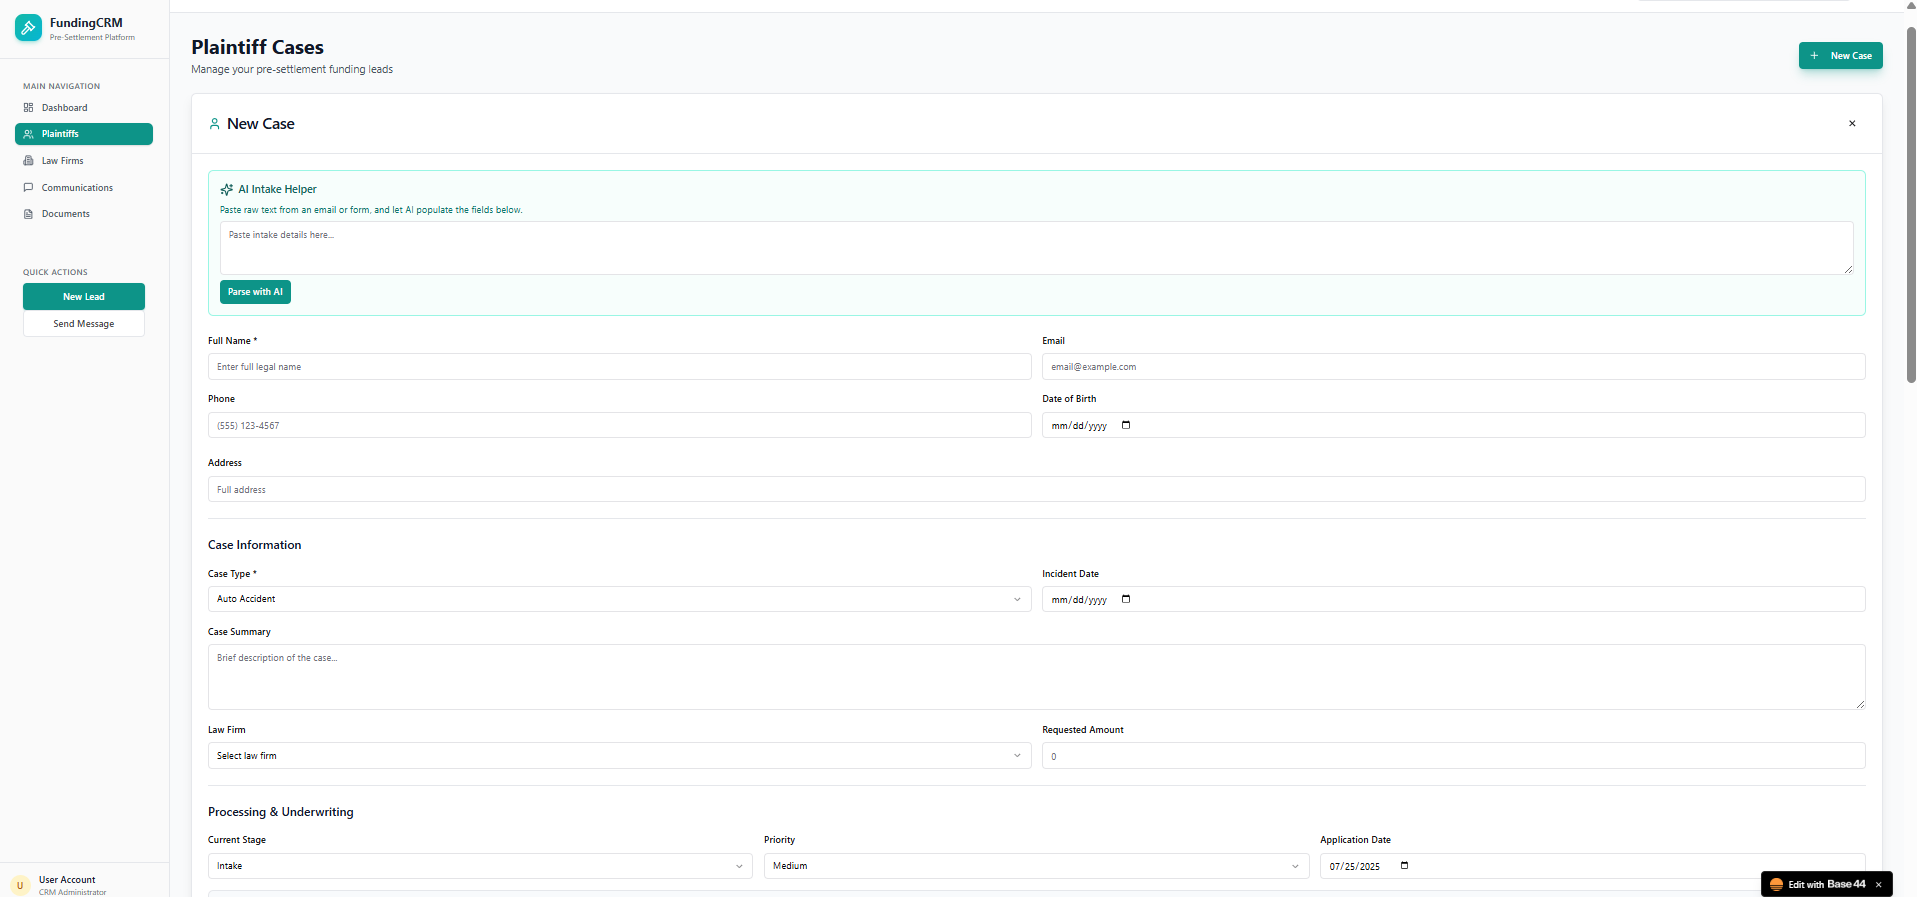 FundingCRM
Pre-Settlement Platform
MAIN NAVIGATION
Dashboard
Plaintiffs
Law Firms
Communications
Documents
QUICK ACTIONS
New Lead
Send Message
U
User Account
CRM Administrator
Plaintiff Cases
Manage your pre-settlement funding leads
+ New Case
New Case
×
AI Intake Helper
Paste raw text from an email or form, and let AI populate the fields below.
Paste intake details here...
Parse with AI
Full Name * Email
Enter full legal name email@example.com
Phone Date of Birth
(555) 123-4567 mm/dd/yyyy
Address
Full address
Case Information
Case Type * Incident Date
Auto Accident mm/dd/yyyy
Case Summary
Brief description of the case...
Law Firm Requested Amount
Select law firm 0
Processing & Underwriting
Current Stage Priority Application Date
Intake Medium 07/25/2025
Edit with Base44 ×